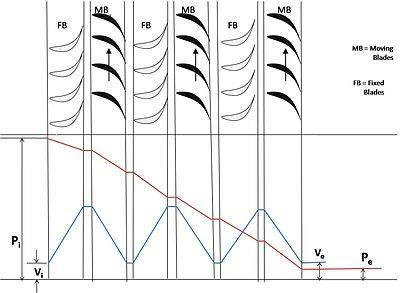 FB
MB
FB
MB
FB
MB
MB = Moving
Blades
FB = Fixed
Blades
Pi
Vi
Ve
Pe